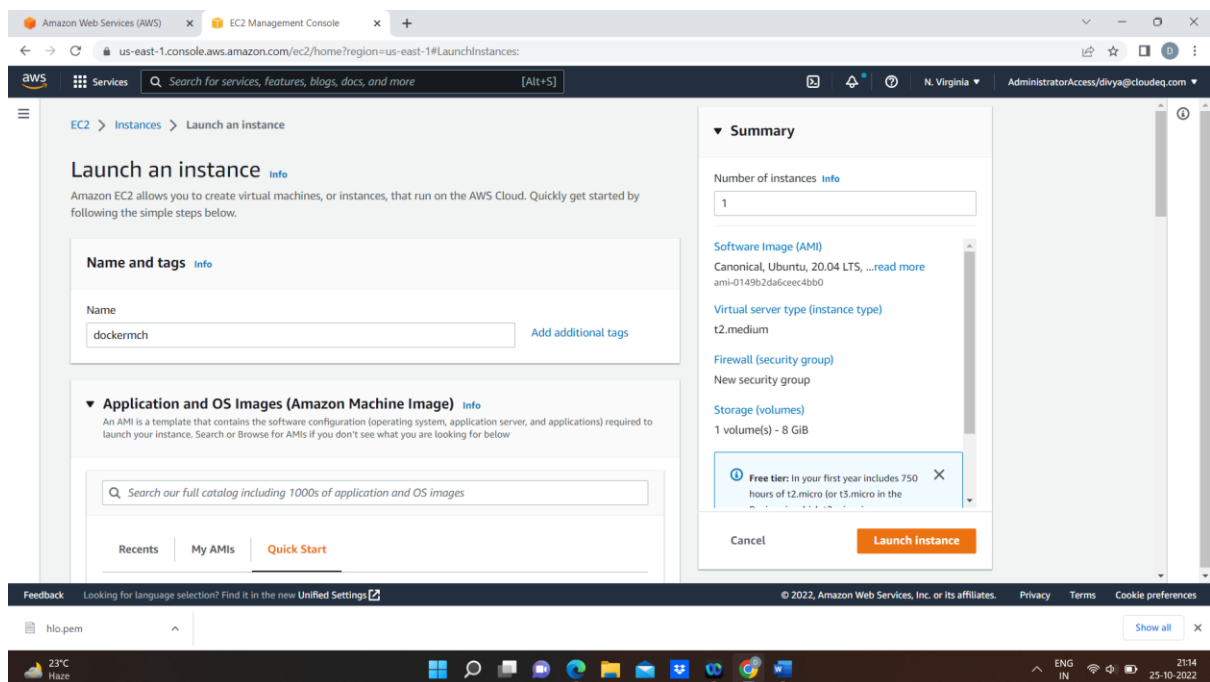 Amazon Web Services (AWS)
EC2 Management Console
us-east-1.console.aws.amazon.com/ec2/home?region=us-east-1#LaunchInstances:
D
aws
Services
Search for services, features, blogs, docs, and more
[Alt+S]
N. Virginia
AdministratorAccess/divya@cloudeq.com
EC2 > Instances > Launch an instance
Launch an instance Info
Amazon EC2 allows you to create virtual machines, or instances, that run on the AWS Cloud. Quickly get started by
following the simple steps below.
Name and tags Info
Name
dockermch
Add additional tags
Application and OS Images (Amazon Machine Image) Info
An AMI is a template that contains the software configuration (operating system, application server, and applications) required to
launch your instance. Search or Browse for AMIs if you don't see what you are looking for below
Search our full catalog including 1000s of application and OS images
Recents
My AMIs
Quick Start
Summary
Number of instances Info
1
Software Image (AMI)
Canonical, Ubuntu, 20.04 LTS, ...read more
ami-0149b2da6ceec4bb0
Virtual server type (instance type)
t2.medium
Firewall (security group)
New security group
Storage (volumes)
1 volume(s) - 8 GiB
Free tier: In your first year includes 750
hours of t2.micro (or t3.micro in the
Cancel
Launch instance
Feedback
Looking for language selection? Find it in the new Unified Settings
© 2022, Amazon Web Services, Inc. or its affiliates.
Privacy
Terms
Cookie preferences
hlo.pem
Show all
23°C
Haze
ENG
IN
21:14
25-10-2022